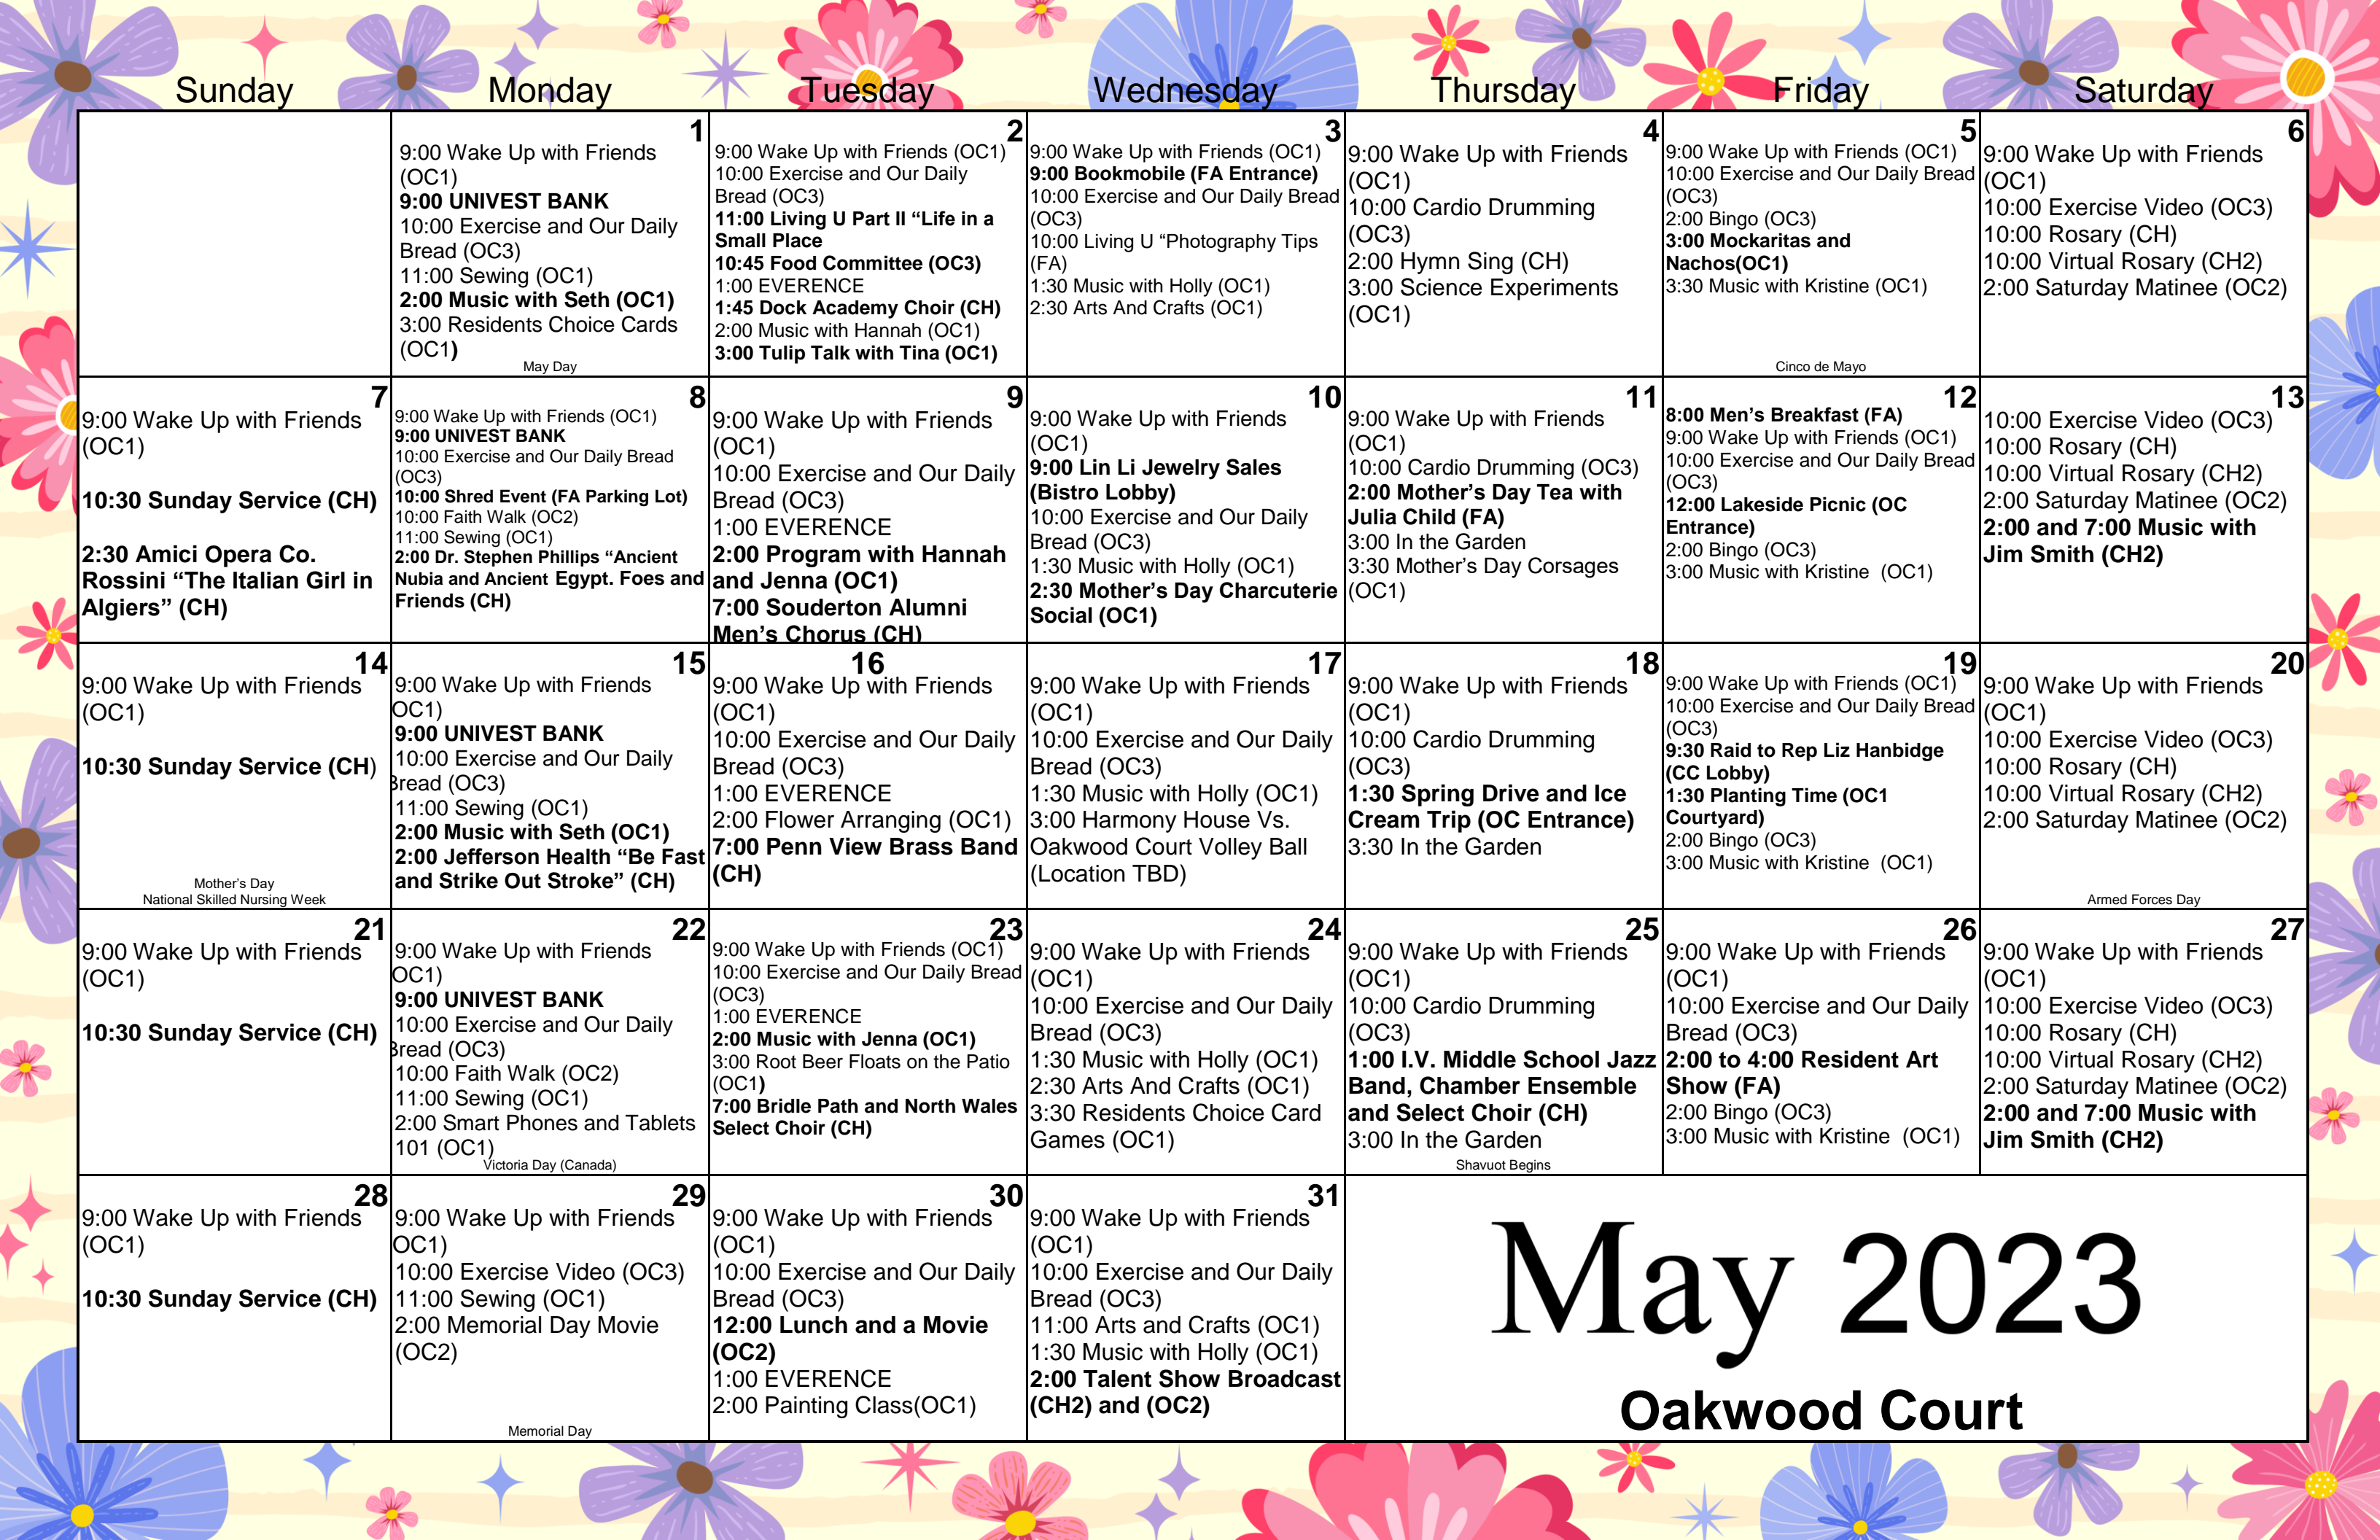 Sunday Monday Tuesday Wednesday Thursday Friday Saturday
1
9:00 Wake Up with Friends
(OC1)
9:00 UNIVEST BANK
10:00 Exercise and Our Daily
Bread (OC3)
11:00 Sewing (OC1)
2:00 Music with Seth (OC1)
3:00 Residents Choice Cards
(OC1)
May Day
2
9:00 Wake Up with Friends (OC1)
10:00 Exercise and Our Daily
Bread (OC3)
11:00 Living U Part II “Life in a
Small Place
10:45 Food Committee (OC3)
1:00 EVERENCE
1:45 Dock Academy Choir (CH)
2:00 Music with Hannah (OC1)
3:00 Tulip Talk with Tina (OC1)
3
9:00 Wake Up with Friends (OC1)
9:00 Bookmobile (FA Entrance)
10:00 Exercise and Our Daily Bread
(OC3)
10:00 Living U “Photography Tips
(FA)
1:30 Music with Holly (OC1)
2:30 Arts And Crafts (OC1)
4
9:00 Wake Up with Friends
(OC1)
10:00 Cardio Drumming
(OC3)
2:00 Hymn Sing (CH)
3:00 Science Experiments
(OC1)
5
9:00 Wake Up with Friends (OC1)
10:00 Exercise and Our Daily Bread
(OC3)
2:00 Bingo (OC3)
3:00 Mockaritas and
Nachos(OC1)
3:30 Music with Kristine (OC1)
Cinco de Mayo
6
9:00 Wake Up with Friends
(OC1)
10:00 Exercise Video (OC3)
10:00 Rosary (CH)
10:00 Virtual Rosary (CH2)
2:00 Saturday Matinee (OC2)
7
9:00 Wake Up with Friends
(OC1)
10:30 Sunday Service (CH)
2:30 Amici Opera Co.
Rossini “The Italian Girl in
Algiers” (CH)
8
9:00 Wake Up with Friends (OC1)
9:00 UNIVEST BANK
10:00 Exercise and Our Daily Bread
(OC3)
10:00 Shred Event (FA Parking Lot)
10:00 Faith Walk (OC2)
11:00 Sewing (OC1)
2:00 Dr. Stephen Phillips “Ancient
Nubia and Ancient Egypt. Foes and
Friends (CH)
9
9:00 Wake Up with Friends
(OC1)
10:00 Exercise and Our Daily
Bread (OC3)
1:00 EVERENCE
2:00 Program with Hannah
and Jenna (OC1)
7:00 Souderton Alumni
Men’s Chorus (CH)
10
9:00 Wake Up with Friends
(OC1)
9:00 Lin Li Jewelry Sales
(Bistro Lobby)
10:00 Exercise and Our Daily
Bread (OC3)
1:30 Music with Holly (OC1)
2:30 Mother’s Day Charcuterie
Social (OC1)
11
9:00 Wake Up with Friends
(OC1)
10:00 Cardio Drumming (OC3)
2:00 Mother’s Day Tea with
Julia Child (FA)
3:00 In the Garden
3:30 Mother’s Day Corsages
(OC1)
12
8:00 Men’s Breakfast (FA)
9:00 Wake Up with Friends (OC1)
10:00 Exercise and Our Daily Bread
(OC3)
12:00 Lakeside Picnic (OC
Entrance)
2:00 Bingo (OC3)
3:00 Music with Kristine (OC1)
13
10:00 Exercise Video (OC3)
10:00 Rosary (CH)
10:00 Virtual Rosary (CH2)
2:00 Saturday Matinee (OC2)
2:00 and 7:00 Music with
Jim Smith (CH2)
14
9:00 Wake Up with Friends
(OC1)
10:30 Sunday Service (CH)
Mother’s Day
National Skilled Nursing Week
15
9:00 Wake Up with Friends
OC1)
9:00 UNIVEST BANK
10:00 Exercise and Our Daily
Bread (OC3)
11:00 Sewing (OC1)
2:00 Music with Seth (OC1)
2:00 Jefferson Health “Be Fast
and Strike Out Stroke” (CH)
16
9:00 Wake Up with Friends
(OC1)
10:00 Exercise and Our Daily
Bread (OC3)
1:00 EVERENCE
2:00 Flower Arranging (OC1)
7:00 Penn View Brass Band
(CH)
17
9:00 Wake Up with Friends
(OC1)
10:00 Exercise and Our Daily
Bread (OC3)
1:30 Music with Holly (OC1)
3:00 Harmony House Vs.
Oakwood Court Volley Ball
(Location TBD)
18
9:00 Wake Up with Friends
(OC1)
10:00 Cardio Drumming
(OC3)
1:30 Spring Drive and Ice
Cream Trip (OC Entrance)
3:30 In the Garden
19
9:00 Wake Up with Friends (OC1)
10:00 Exercise and Our Daily Bread
(OC3)
9:30 Raid to Rep Liz Hanbidge
(CC Lobby)
1:30 Planting Time (OC1
Courtyard)
2:00 Bingo (OC3)
3:00 Music with Kristine (OC1)
20
9:00 Wake Up with Friends
(OC1)
10:00 Exercise Video (OC3)
10:00 Rosary (CH)
10:00 Virtual Rosary (CH2)
2:00 Saturday Matinee (OC2)
Armed Forces Day
21
9:00 Wake Up with Friends
(OC1)
10:30 Sunday Service (CH)
22
9:00 Wake Up with Friends
OC1)
9:00 UNIVEST BANK
10:00 Exercise and Our Daily
Bread (OC3)
10:00 Faith Walk (OC2)
11:00 Sewing (OC1)
2:00 Smart Phones and Tablets
101 (OC1)
Victoria Day (Canada)
23
9:00 Wake Up with Friends (OC1)
10:00 Exercise and Our Daily Bread
(OC3)
1:00 EVERENCE
2:00 Music with Jenna (OC1)
3:00 Root Beer Floats on the Patio
(OC1)
7:00 Bridle Path and North Wales
Select Choir (CH)
24
9:00 Wake Up with Friends
(OC1)
10:00 Exercise and Our Daily
Bread (OC3)
1:30 Music with Holly (OC1)
2:30 Arts And Crafts (OC1)
3:30 Residents Choice Card
Games (OC1)
25
9:00 Wake Up with Friends
(OC1)
10:00 Cardio Drumming
(OC3)
1:00 I.V. Middle School Jazz
Band, Chamber Ensemble
and Select Choir (CH)
3:00 In the Garden
Shavuot Begins
26
9:00 Wake Up with Friends
(OC1)
10:00 Exercise and Our Daily
Bread (OC3)
2:00 to 4:00 Resident Art
Show (FA)
2:00 Bingo (OC3)
3:00 Music with Kristine (OC1)
27
9:00 Wake Up with Friends
(OC1)
10:00 Exercise Video (OC3)
10:00 Rosary (CH)
10:00 Virtual Rosary (CH2)
2:00 Saturday Matinee (OC2)
2:00 and 7:00 Music with
Jim Smith (CH2)
28
9:00 Wake Up with Friends
(OC1)
10:30 Sunday Service (CH)
29
9:00 Wake Up with Friends
OC1)
10:00 Exercise Video (OC3)
11:00 Sewing (OC1)
2:00 Memorial Day Movie
(OC2)
Memorial Day
30
9:00 Wake Up with Friends
(OC1)
10:00 Exercise and Our Daily
Bread (OC3)
12:00 Lunch and a Movie
(OC2)
1:00 EVERENCE
2:00 Painting Class(OC1)
31
9:00 Wake Up with Friends
(OC1)
10:00 Exercise and Our Daily
Bread (OC3)
11:00 Arts and Crafts (OC1)
1:30 Music with Holly (OC1)
2:00 Talent Show Broadcast
(CH2) and (OC2)
May 2023
Oakwood Court